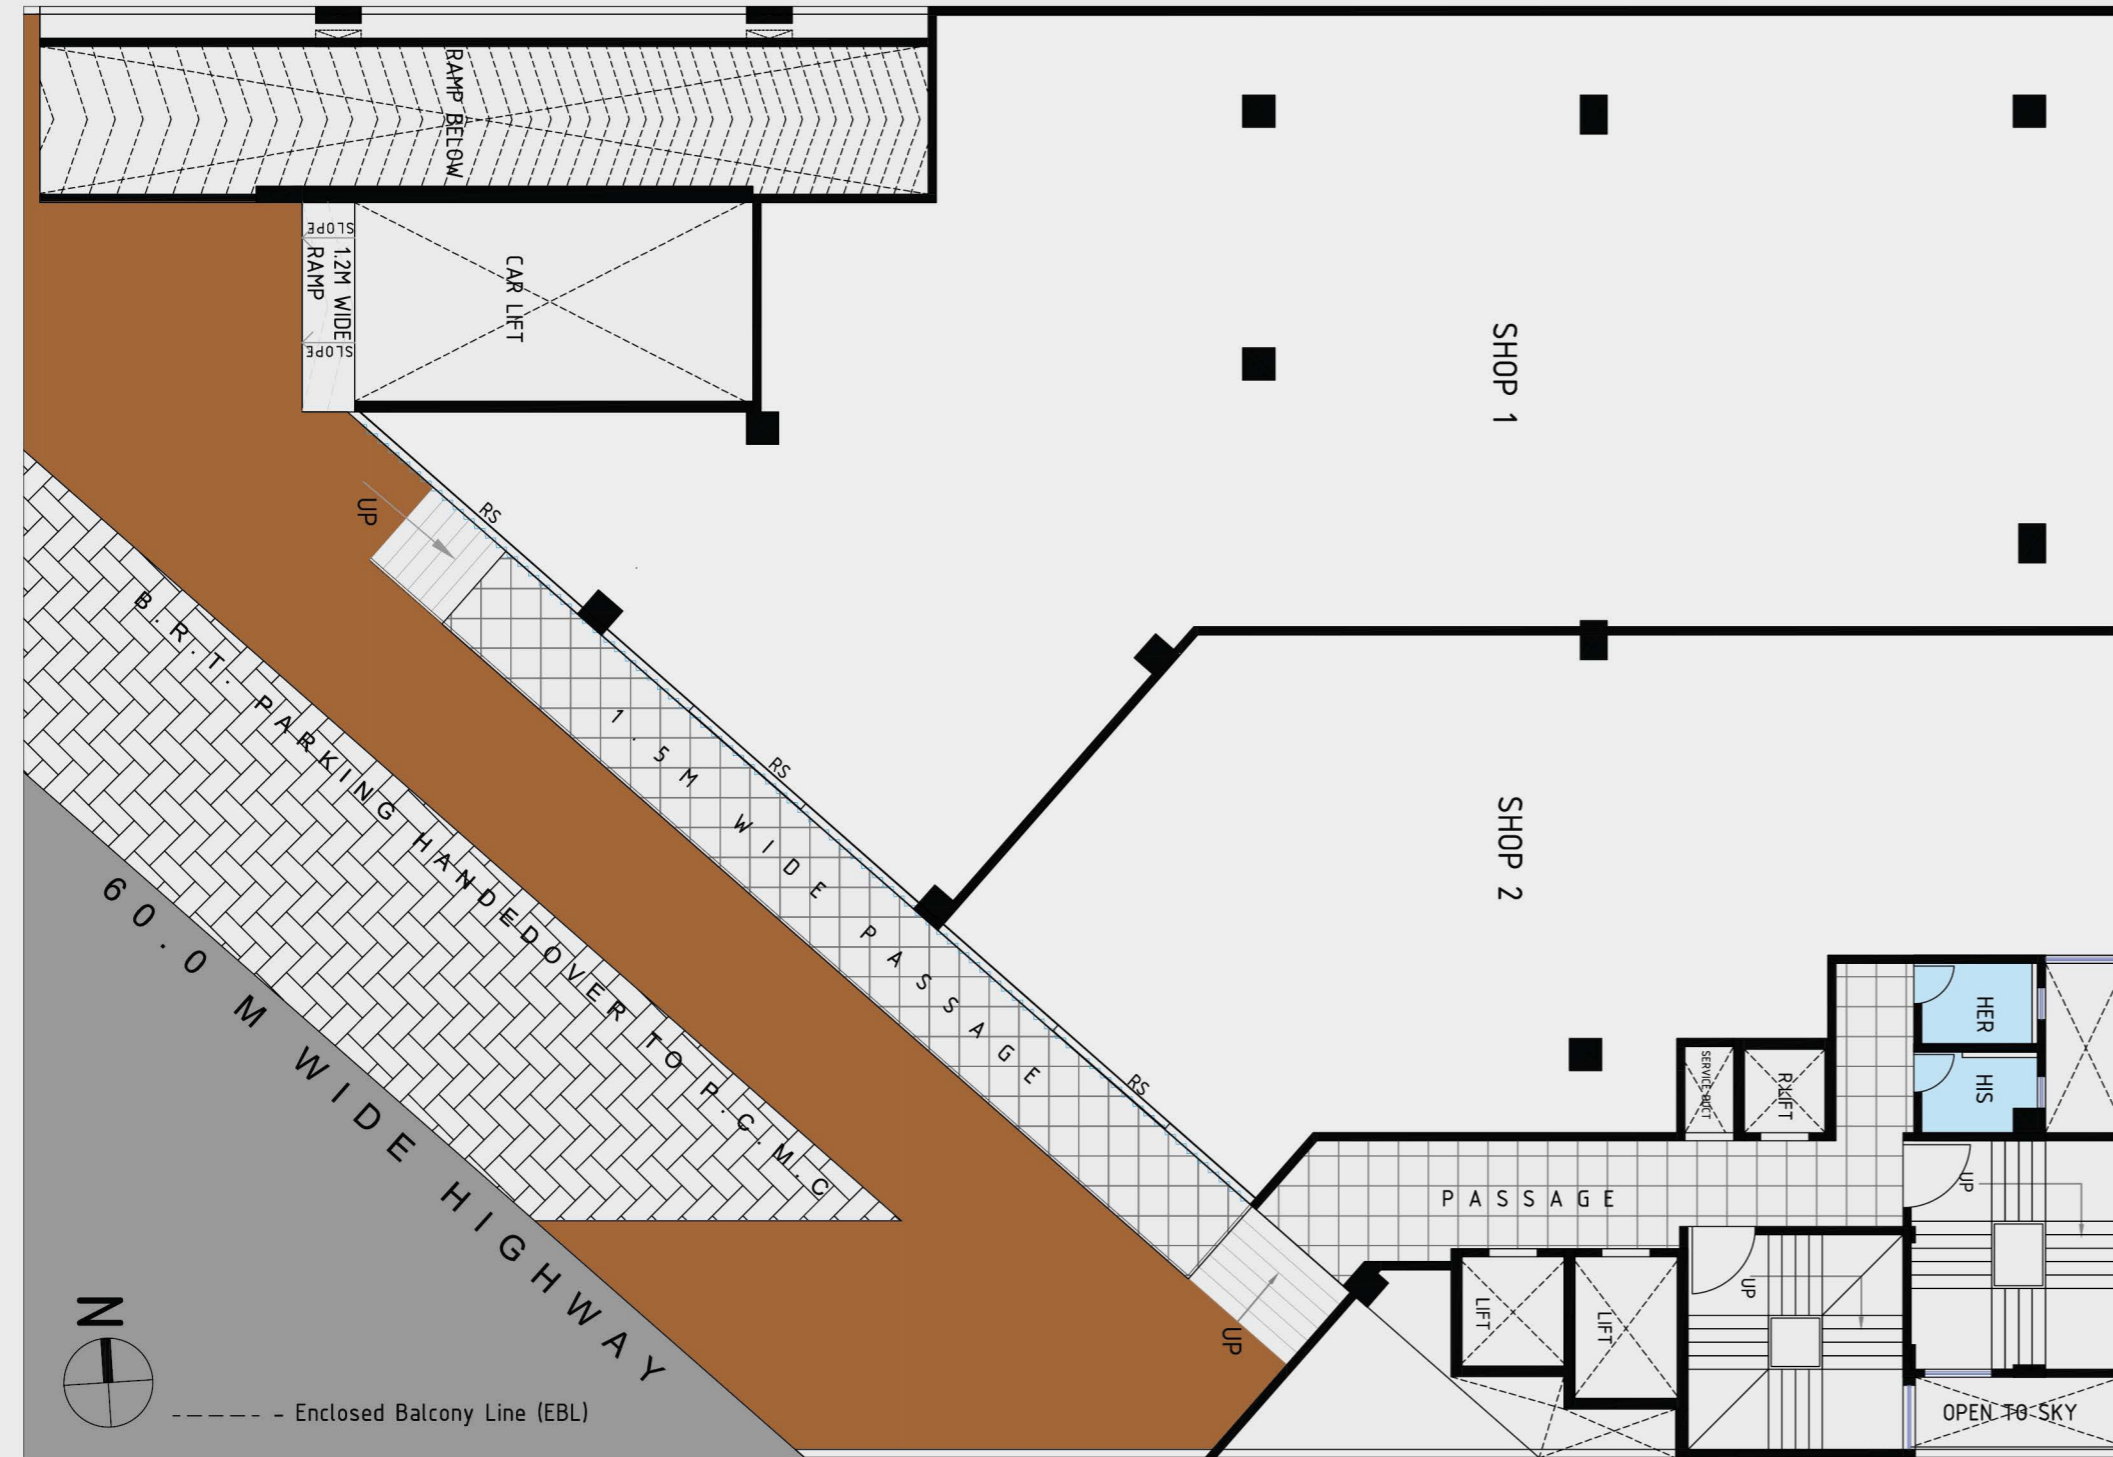 RAMP BELOW
SLOPE
1.2M WIDE
RAMP
SLOPE
CAR LIFT
SHOP 1
UP
RS
B.R.T. PARKING HANDEDOVER TO P.C.M.C
1.5M WIDE PASSAGE
RS
SHOP 2
60.0 M WIDE HIGHWAY
RS
HER
HIS
SERVICE DUCT
R.LIFT
PASSAGE
UP
UP
LIFT
LIFT
UP
N
Enclosed Balcony Line (EBL)
OPEN TO SKY